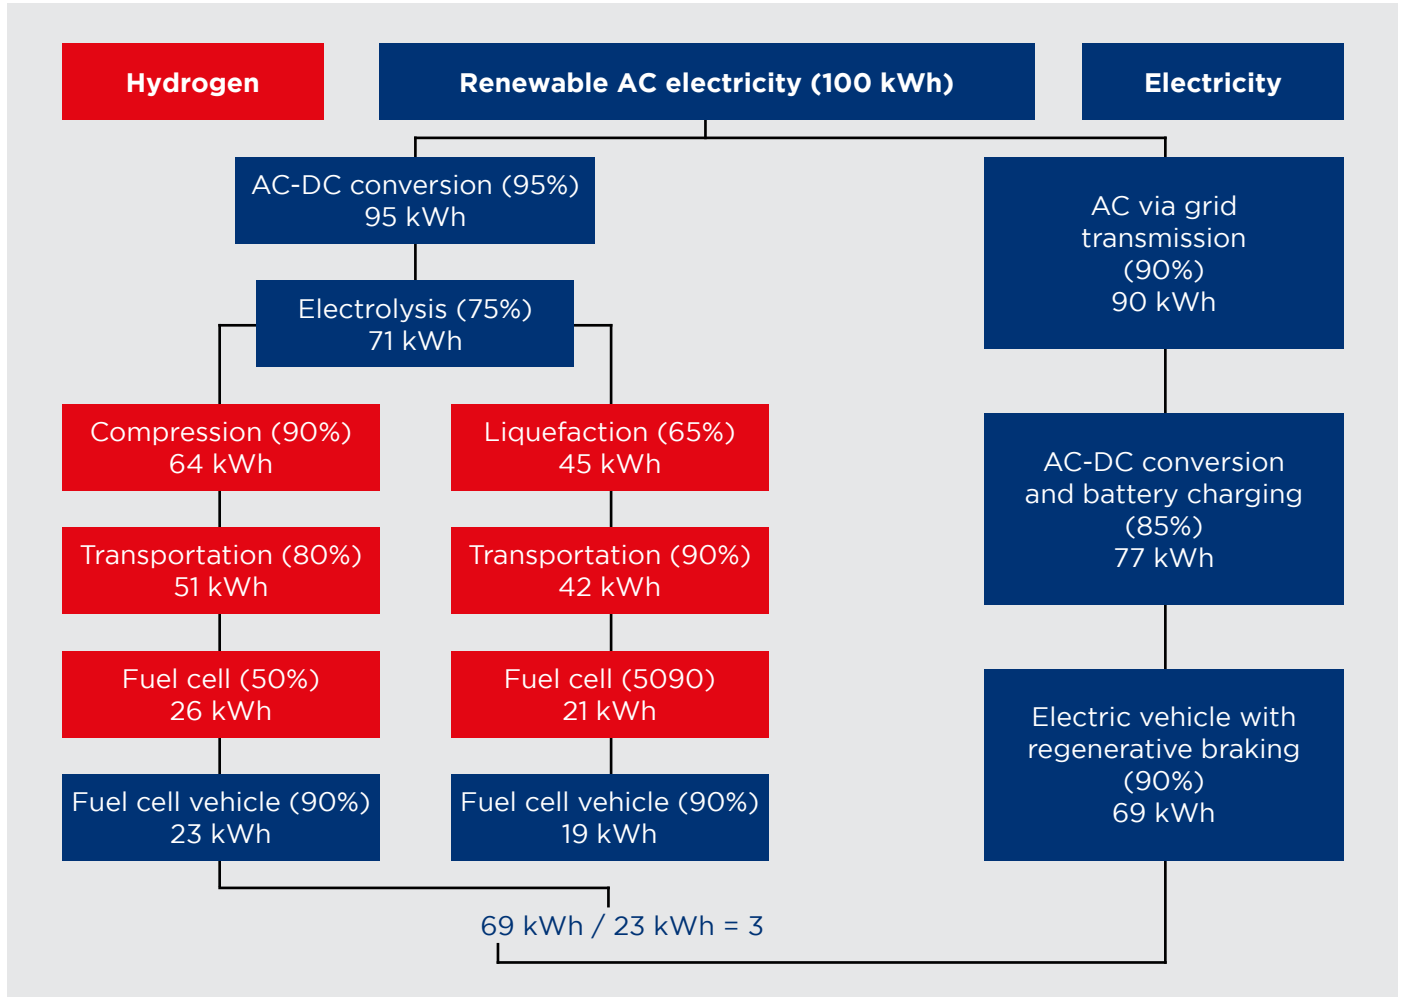 Hydrogen
Renewable AC electricity (100 kWh)
Electricity
AC-DC conversion (95%)
95 kWh
Electrolysis (75%)
71 kWh
Compression (90%)
64 kWh
Transportation (80%)
51 kWh
Fuel cell (50%)
26 kWh
Fuel cell vehicle (90%)
23 kWh
Liquefaction (65%)
45 kWh
Transportation (90%)
42 kWh
Fuel cell (5090)
21 kWh
Fuel cell vehicle (90%)
19 kWh
AC via grid
transmission
(90%)
90 kWh
AC-DC conversion
and battery charging
(85%)
77 kWh
Electric vehicle with
regenerative braking
(90%)
69 kWh
69 kWh / 23 kWh = 3